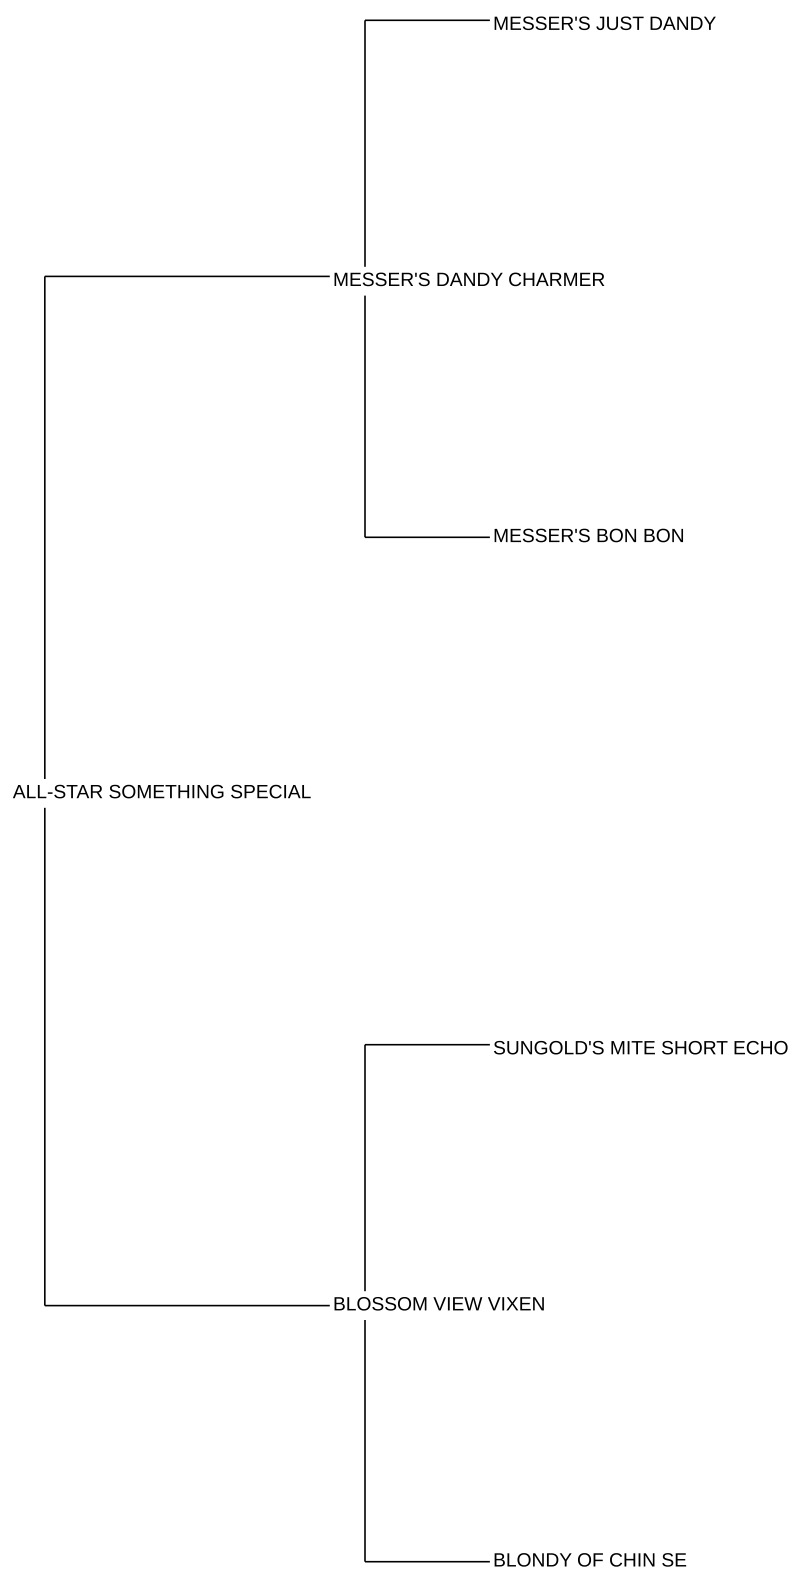 MESSER'S JUST DANDY
MESSER'S DANDY CHARMER
MESSER'S BON BON
ALL-STAR SOMETHING SPECIAL
SUNGOLD'S MITE SHORT ECHO
BLOSSOM VIEW VIXEN
BLONDY OF CHIN SE